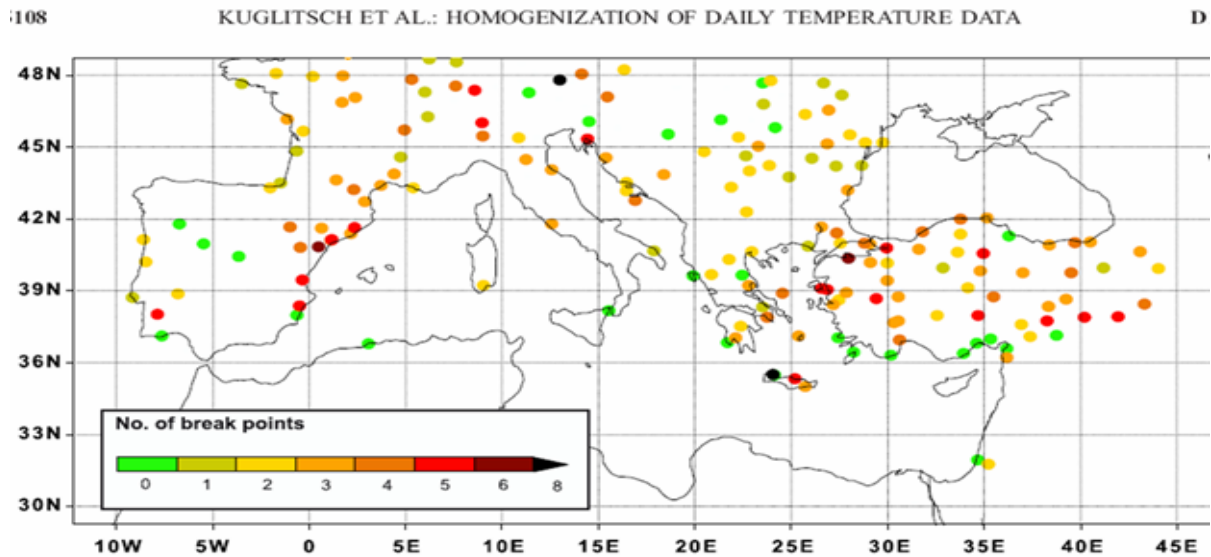 108 KUGLITSCH ET AL.: HOMOGENIZATION OF DAILY TEMPERATURE DATA D
48N
45N
42N
39N
36N
33N
30N
No. of break points
0 1 2 3 4 5 6 8
10W 5W 0 5E 10E 15E 20E 25E 30E 35E 40E 45E